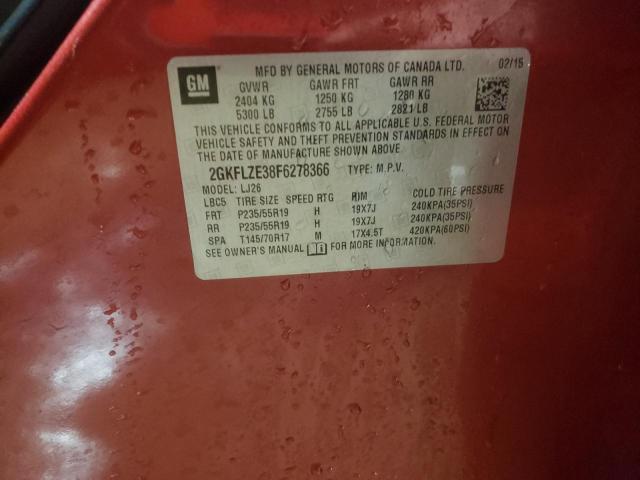 GM
MFD BY GENERAL MOTORS OF CANADA LTD. 02/15
GVWR GAWR FRT GAWR RR
2404 KG 1250 KG 1280 KG
5300 LB 2755 LB 2821 LB
THIS VEHICLE CONFORMS TO ALL APPLICABLE U.S. FEDERAL MOTOR
VEHICLE SAFETY AND THEFT PREVENTION STANDARDS IN EFFECT ON
THE DATE OF MANUFACTURE SHOWN ABOVE.
2GKFLZE38F6278366 TYPE: M.P.V.
MODEL: LJ26
LBC5 TIRE SIZE SPEED RTG RIM COLD TIRE PRESSURE
FRT P235/55R19 H 19X7J 240KPA(35PSI)
RR P235/55R19 H 19X7J 240KPA(35PSI)
SPA T145/70R17 M 17X4.5T 420KPA(60PSI)
SEE OWNER'S MANUAL FOR MORE INFORMATION.